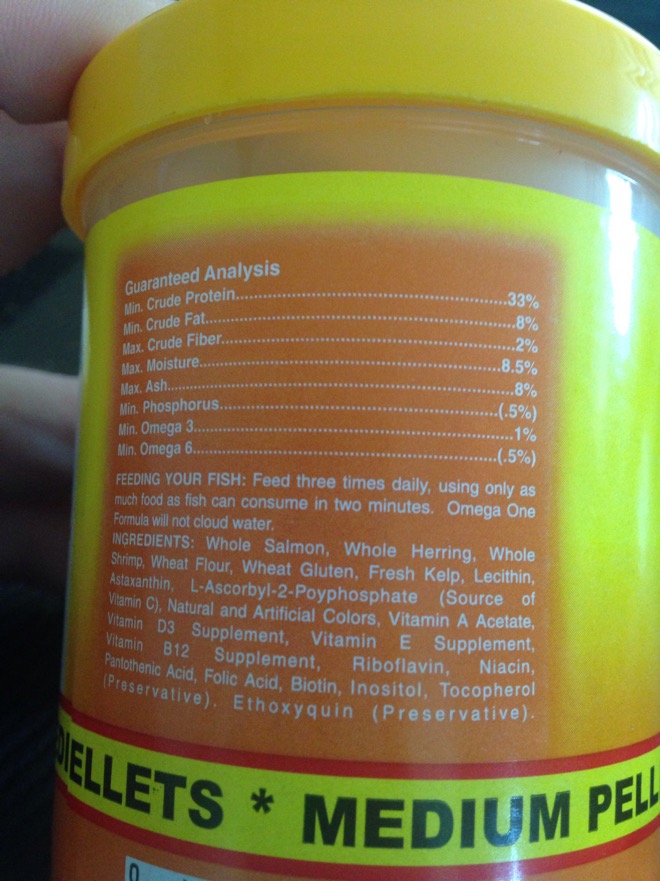 Guaranteed Analysis
Min. Crude Protein.......................................................33%
Min. Crude Fat..............................................................8%
Max. Crude Fiber...........................................................2%
Max. Moisture............................................................8.5%
Max. Ash......................................................................8%
Min. Phosphorus.......................................................(.5%)
Min. Omega 3................................................................1%
Min. Omega 6...........................................................(.5%)
FEEDING YOUR FISH: Feed three times daily, using only as
much food as fish can consume in two minutes. Omega One
Formula will not cloud water.
INGREDIENTS: Whole Salmon, Whole Herring, Whole
Shrimp, Wheat Flour, Wheat Gluten, Fresh Kelp, Lecithin,
Astaxanthin, L-Ascorbyl-2-Poyphosphate (Source of
Vitamin C), Natural and Artificial Colors, Vitamin A Acetate,
Vitamin D3 Supplement, Vitamin E Supplement,
Vitamin B12 Supplement, Riboflavin, Niacin,
Pantothenic Acid, Folic Acid, Biotin, Inositol, Tocopherol
(Preservative). Ethoxyquin (Preservative).
ELLETS * MEDIUM PELL